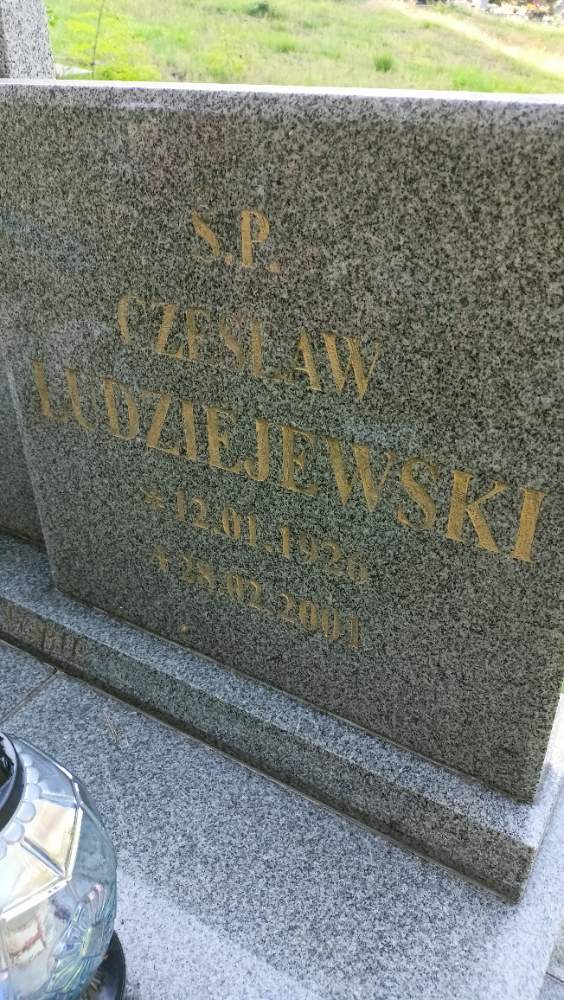 Ś.P.
CZESŁAW
LUDZIEJEWSKI
* 12.01.1926
✝ 28.02.2001